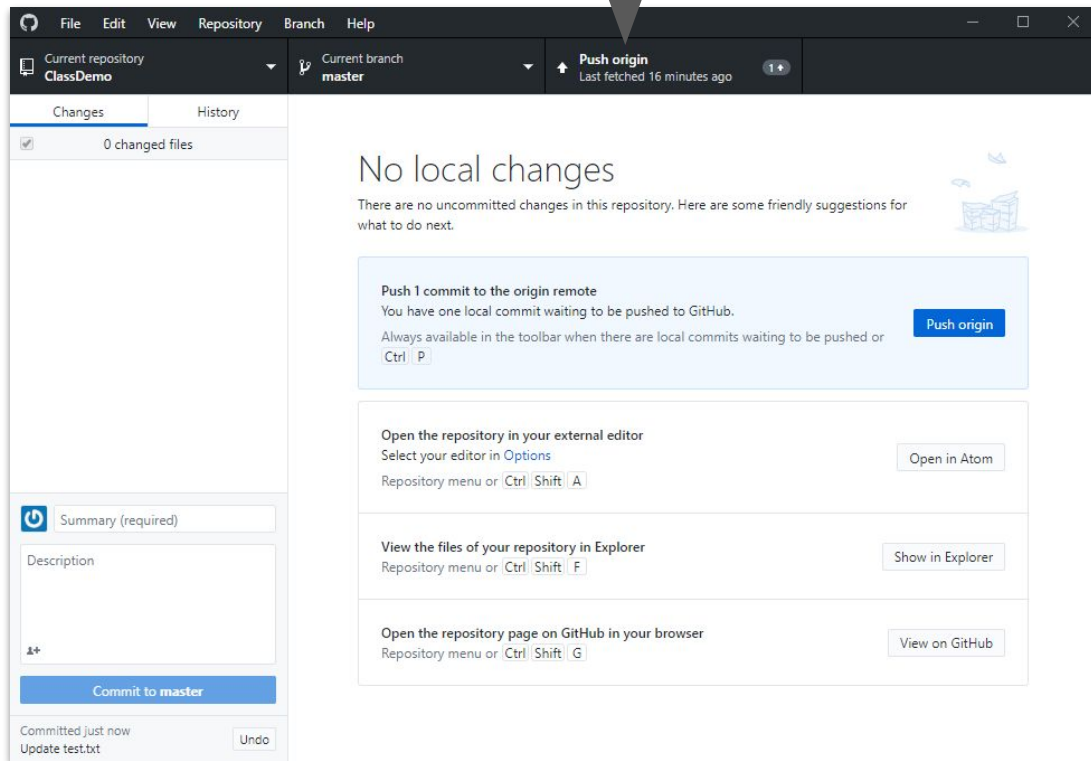 File Edit View Repository Branch Help
Current repository
ClassDemo
Current branch
master
Push origin
Last fetched 16 minutes ago
1
Changes History
0 changed files
No local changes
There are no uncommitted changes in this repository. Here are some friendly suggestions for
what to do next.
Push 1 commit to the origin remote
You have one local commit waiting to be pushed to GitHub.
Always available in the toolbar when there are local commits waiting to be pushed or
Ctrl P
Push origin
Open the repository in your external editor
Select your editor in Options
Repository menu or Ctrl Shift A
Open in Atom
View the files of your repository in Explorer
Repository menu or Ctrl Shift F
Show in Explorer
Open the repository page on GitHub in your browser
Repository menu or Ctrl Shift G
View on GitHub
Summary (required)
Description
Commit to master
Committed just now
Update test.txt
Undo